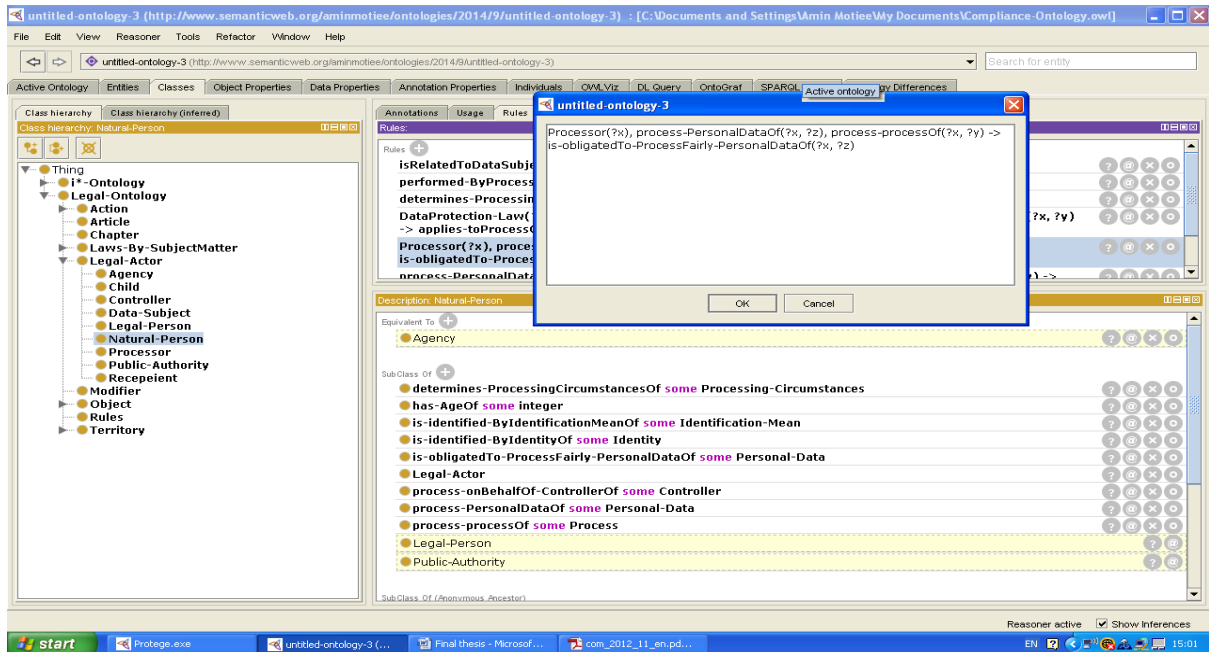 untitled-ontology-3 (http://www.semanticweb.org/aminmotiee/ontologies/2014/9/untitled-ontology-3) : [C:\Documents and Settings\Amin Motiee\My Documents\Compliance-Ontology.owl]
File Edit View Reasoner Tools Refactor Window Help
untitled-ontology-3 (http://www.semanticweb.org/aminmotiee/ontologies/2014/9/untitled-ontology-3)
Search for entity
Active Ontology Entities Classes Object Properties Data Properties Annotation Properties Individuals OWLViz DL Query OntoGraf SPARQL gy Differences
Active ontology
Class hierarchy Class hierarchy (inferred)
Class hierarchy: Natural-Person
Thing
i*-Ontology
Legal-Ontology
Action
Article
Chapter
Laws-By-SubjectMatter
Legal-Actor
Agency
Child
Controller
Data-Subject
Legal-Person
Natural-Person
Processor
Public-Authority
Recepeient
Modifier
Object
Rules
Territory
Annotations Usage Rules
Rules:
Rules
isRelatedToDataSubje
performed-ByProcess
determines-Processin
DataProtection-Law(
?x, ?y)
-> applies-toProcess(
Processor(?x), proces
is-obligatedTo-Proces
process-PersonalData
) ->
untitled-ontology-3
Processor(?x), process-PersonalDataOf(?x, ?z), process-processOf(?x, ?y) ->
is-obligatedTo-ProcessFairly-PersonalDataOf(?x, ?z)
OK Cancel
Description: Natural-Person
Equivalent To
Agency
SubClass Of
determines-ProcessingCircumstancesOf some Processing-Circumstances
has-AgeOf some integer
is-identified-ByIdentificationMeanOf some Identification-Mean
is-identified-ByIdentityOf some Identity
is-obligatedTo-ProcessFairly-PersonalDataOf some Personal-Data
Legal-Actor
process-onBehalfOf-ControllerOf some Controller
process-PersonalDataOf some Personal-Data
process-processOf some Process
Legal-Person
Public-Authority
SubClass Of (Anonymous Ancestor)
Reasoner active Show Inferences
start Protege.exe untitled-ontology-3 (... Final thesis - Microsof... com_2012_11_en.pd... EN 15:01